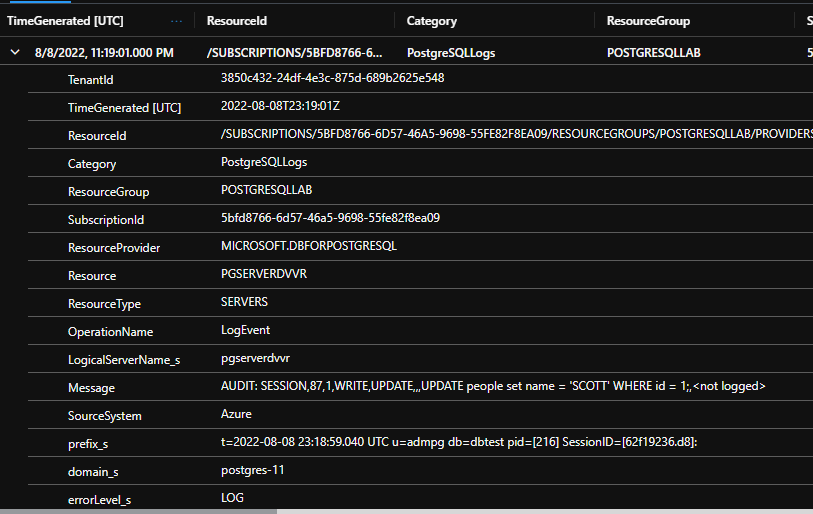 TimeGenerated [UTC] ... ResourceId Category ResourceGroup S
8/8/2022, 11:19:01.000 PM /SUBSCRIPTIONS/5BFD8766-6... PostgreSQLLogs POSTGRESQLLAB 5
TenantId 3850c432-24df-4e3c-875d-689b2625e548
TimeGenerated [UTC] 2022-08-08T23:19:01Z
ResourceId /SUBSCRIPTIONS/5BFD8766-6D57-46A5-9698-55FE82F8EA09/RESOURCEGROUPS/POSTGRESQLLAB/PROVIDERS
Category PostgreSQLLogs
ResourceGroup POSTGRESQLLAB
SubscriptionId 5bfd8766-6d57-46a5-9698-55fe82f8ea09
ResourceProvider MICROSOFT.DBFORPOSTGRESQL
Resource PGSERVERDVVR
ResourceType SERVERS
OperationName LogEvent
LogicalServerName_s pgserverdvvr
Message AUDIT: SESSION,87,1,WRITE,UPDATE,,,UPDATE people set name = 'SCOTT' WHERE id = 1;,<not logged>
SourceSystem Azure
prefix_s t=2022-08-08 23:18:59.040 UTC u=admpg db=dbtest pid=[216] SessionID=[62f19236.d8]:
domain_s postgres-11
errorLevel_s LOG